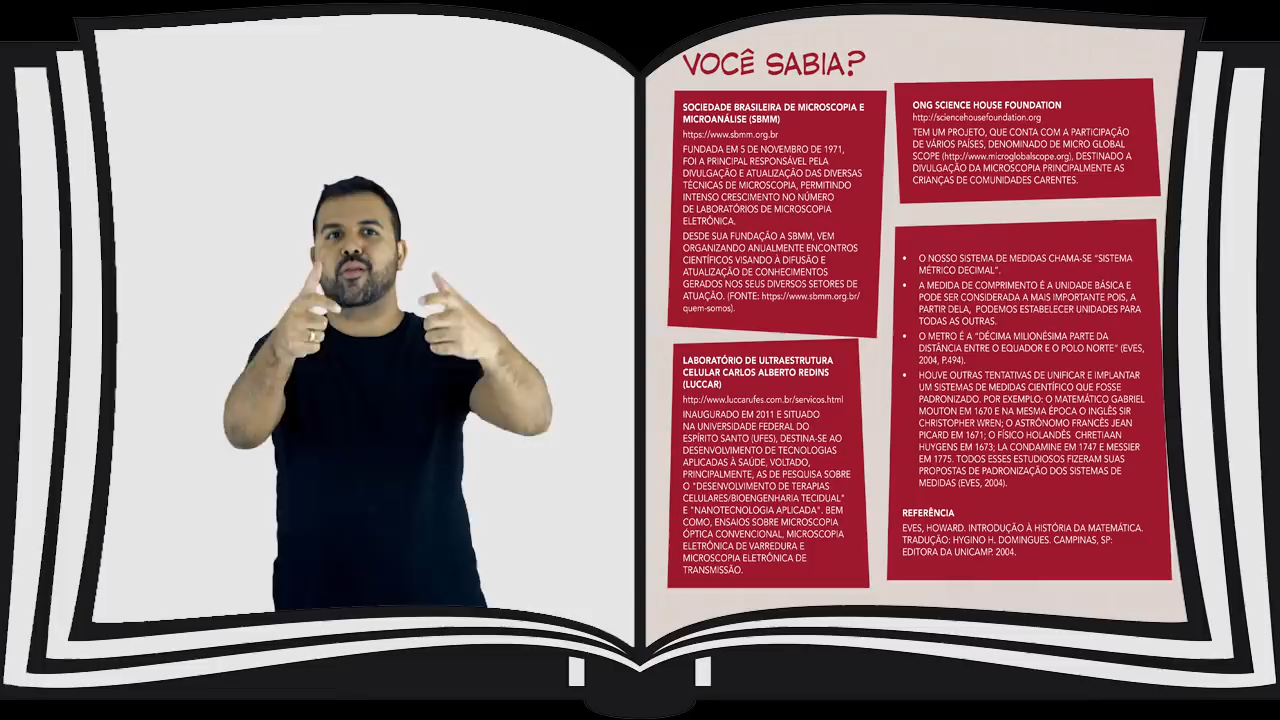 VOCÊ SABIA?
SOCIEDADE BRASILEIRA DE MICROSCOPIA E
MICROANÁLISE (SBMM)
https://www.sbmm.org.br
FUNDADA EM 5 DE NOVEMBRO DE 1971,
FOI A PRINCIPAL RESPONSÁVEL PELA
DIVULGAÇÃO E ATUALIZAÇÃO DAS DIVERSAS
TÉCNICAS DE MICROSCOPIA, PERMITINDO
INTENSO CRESCIMENTO NO NÚMERO
DE LABORATÓRIOS DE MICROSCOPIA
ELETRÔNICA.
DESDE SUA FUNDAÇÃO A SBMM, VEM
ORGANIZANDO ANUALMENTE ENCONTROS
CIENTÍFICOS VISANDO À DIFUSÃO E
ATUALIZAÇÃO DE CONHECIMENTOS
GERADOS NOS SEUS DIVERSOS SETORES DE
ATUAÇÃO. (FONTE: https://www.sbmm.org.br/
quem-somos).
LABORATÓRIO DE ULTRAESTRUTURA
CELULAR CARLOS ALBERTO REDINS
(LUCCAR)
http://www.luccarufes.com.br/servicos.html
INAUGURADO EM 2011 E SITUADO
NA UNIVERSIDADE FEDERAL DO
ESPÍRITO SANTO (UFES), DESTINA-SE AO
DESENVOLVIMENTO DE TECNOLOGIAS
APLICADAS À SAÚDE, VOLTADO,
PRINCIPALMENTE, AS DE PESQUISA SOBRE
O "DESENVOLVIMENTO DE TERAPIAS
CELULARES/BIOENGENHARIA TECIDUAL"
E "NANOTECNOLOGIA APLICADA". BEM
COMO, ENSAIOS SOBRE MICROSCOPIA
ÓPTICA CONVENCIONAL, MICROSCOPIA
ELETRÔNICA DE VARREDURA E
MICROSCOPIA ELETRÔNICA DE
TRANSMISSÃO.
ONG SCIENCE HOUSE FOUNDATION
http://sciencehousefoundation.org
TEM UM PROJETO, QUE CONTA COM A PARTICIPAÇÃO
DE VÁRIOS PAÍSES, DENOMINADO DE MICRO GLOBAL
SCOPE (http://www.microglobalscope.org), DESTINADO A
DIVULGAÇÃO DA MICROSCOPIA PRINCIPALMENTE AS
CRIANÇAS DE COMUNIDADES CARENTES.
• O NOSSO SISTEMA DE MEDIDAS CHAMA-SE “SISTEMA
MÉTRICO DECIMAL”.
• A MEDIDA DE COMPRIMENTO É A UNIDADE BÁSICA E
PODE SER CONSIDERADA A MAIS IMPORTANTE POIS, A
PARTIR DELA, PODEMOS ESTABELECER UNIDADES PARA
TODAS AS OUTRAS.
• O METRO É A “DÉCIMA MILIONÉSIMA PARTE DA
DISTÂNCIA ENTRE O EQUADOR E O POLO NORTE” (EVES,
2004, P.494).
• HOUVE OUTRAS TENTATIVAS DE UNIFICAR E IMPLANTAR
UM SISTEMAS DE MEDIDAS CIENTÍFICO QUE FOSSE
PADRONIZADO. POR EXEMPLO: O MATEMÁTICO GABRIEL
MOUTON EM 1670 E NA MESMA ÉPOCA O INGLÊS SIR
CHRISTOPHER WREN; O ASTRÔNOMO FRANCÊS JEAN
PICARD EM 1671; O FÍSICO HOLANDÊS CHRETIAAN
HUYGENS EM 1673; LA CONDAMINE EM 1747 E MESSIER
EM 1775. TODOS ESSES ESTUDIOSOS FIZERAM SUAS
PROPOSTAS DE PADRONIZAÇÃO DOS SISTEMAS DE
MEDIDAS (EVES, 2004).
REFERÊNCIA
EVES, HOWARD. INTRODUÇÃO À HISTÓRIA DA MATEMÁTICA.
TRADUÇÃO: HYGINO H. DOMINGUES. CAMPINAS, SP:
EDITORA DA UNICAMP. 2004.